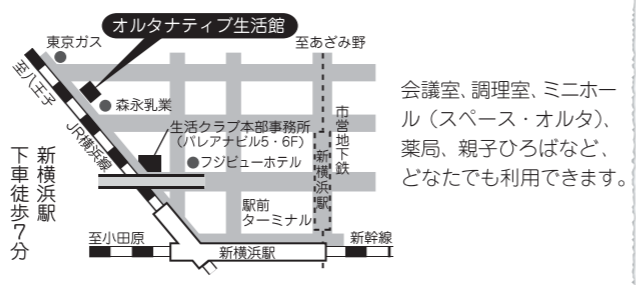 オルタナティブ生活館
東京ガス
至あざみ野
至八王子
森永乳業
JR横浜線
生活クラブ本部事務所
(パレアナビル5・6F)
フジビューホテル
市営地下鉄
新横浜駅
新横浜駅
下車徒歩7分
駅前
ターミナル
至小田原
新横浜駅
新幹線
会議室、調理室、ミニホー
ル（スペース・オルタ）、
薬局、親子ひろばなど、
どなたでも利用できます。